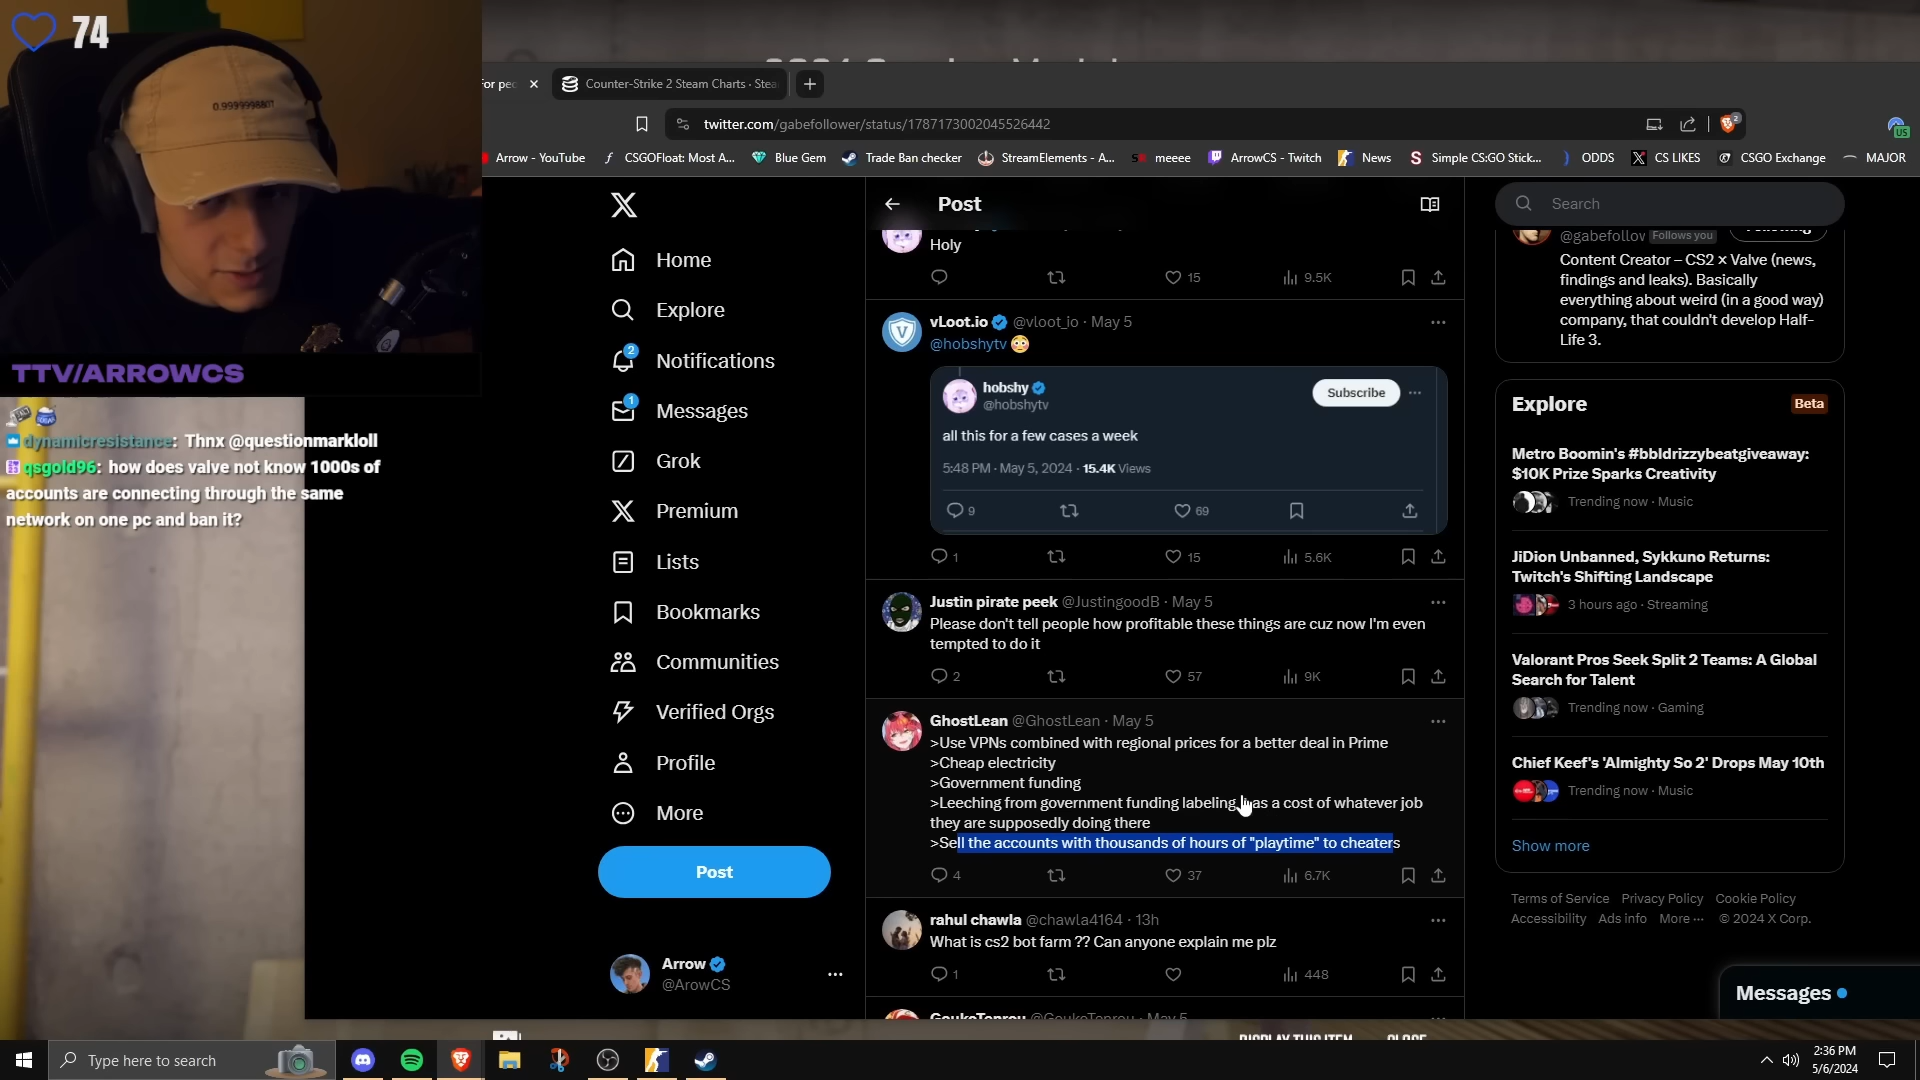 74
0.9999998807
TTV/ARROWCS
dynamicresistance: Thnx @questionmarkloll
qsgold96: how does valve not know 1000s of
accounts are connecting through the same
network on one pc and ban it?
Counter-Strike 2 Steam Charts · Stea
twitter.com/gabefollower/status/1787173002045526442
2
US
Arrow - YouTube
CSGOFloat: Most A...
Blue Gem
Trade Ban checker
StreamElements - A...
meeee
ArrowCS - Twitch
News
Simple CS:GO Stick...
ODDS
CS LIKES
CSGO Exchange
MAJOR
Home
Explore
2
Notifications
1
Messages
Grok
Premium
Lists
Bookmarks
Communities
Verified Orgs
Profile
More
Post
Arrow
@ArowCS
Post
Holy
15
9.5K
vLoot.io @vloot_io · May 5
@hobshytv
hobshy
@hobshytv
Subscribe
all this for a few cases a week
5:48 PM · May 5, 2024 · 15.4K Views
9
69
1
15
5.6K
Justin pirate peek @JustingoodB · May 5
Please don't tell people how profitable these things are cuz now I'm even
tempted to do it
2
57
9K
GhostLean @GhostLean · May 5
>Use VPNs combined with regional prices for a better deal in Prime
>Cheap electricity
>Government funding
>Leeching from government funding labeling as a cost of whatever job
they are supposedly doing there
>Sell the accounts with thousands of hours of "playtime" to cheaters
4
37
6.7K
rahul chawla @chawla4164 · 13h
What is cs2 bot farm ?? Can anyone explain me plz
1
448
Search
@gabefollov Follows you
Content Creator – CS2 × Valve (news,
findings and leaks). Basically
everything about weird (in a good way)
company, that couldn't develop Half-
Life 3.
Explore
Beta
Metro Boomin's #bbldrizzybeatgiveaway:
$10K Prize Sparks Creativity
Trending now · Music
JiDion Unbanned, Sykkuno Returns:
Twitch's Shifting Landscape
3 hours ago · Streaming
Valorant Pros Seek Split 2 Teams: A Global
Search for Talent
Trending now · Gaming
Chief Keef's 'Almighty So 2' Drops May 10th
Trending now · Music
Show more
Terms of Service Privacy Policy Cookie Policy
Accessibility Ads info More ··· © 2024 X Corp.
Messages
Type here to search
2:36 PM
5/6/2024